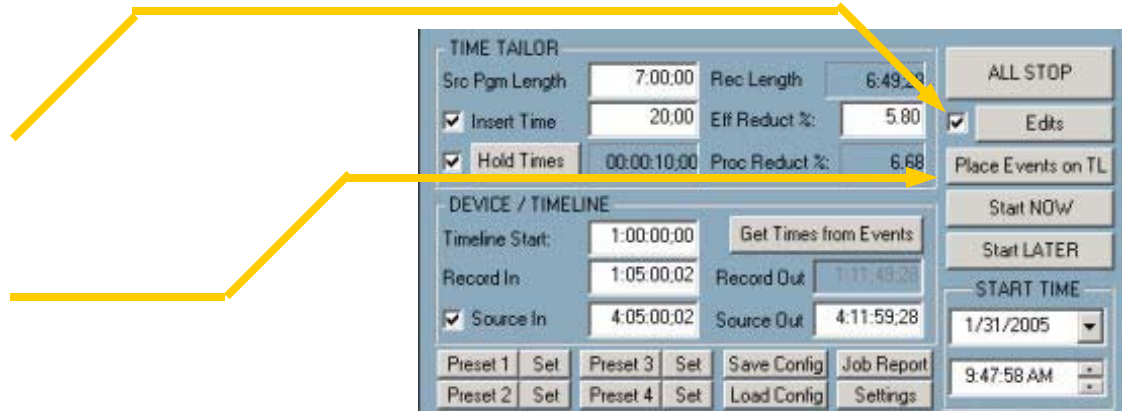 TIME TAILOR
Src Pgm Length 7:00;00 Rec Length 6:49;28
Insert Time 20;00 Eff Reduct %: 5.80
Hold Times 00:00:10;00 Proc Reduct %: 6.68
DEVICE / TIMELINE
Timeline Start: 1:00:00;00 Get Times from Events
Record In 1:05:00;02 Record Out 1:11:49;28
Source In 4:05:00;02 Source Out 4:11:59;28
Preset 1 Set Preset 3 Set Save Config Job Report
Preset 2 Set Preset 4 Set Load Config Settings
ALL STOP
Edits
Place Events on TL
Start NOW
Start LATER
START TIME
1/31/2005
9:47:58 AM